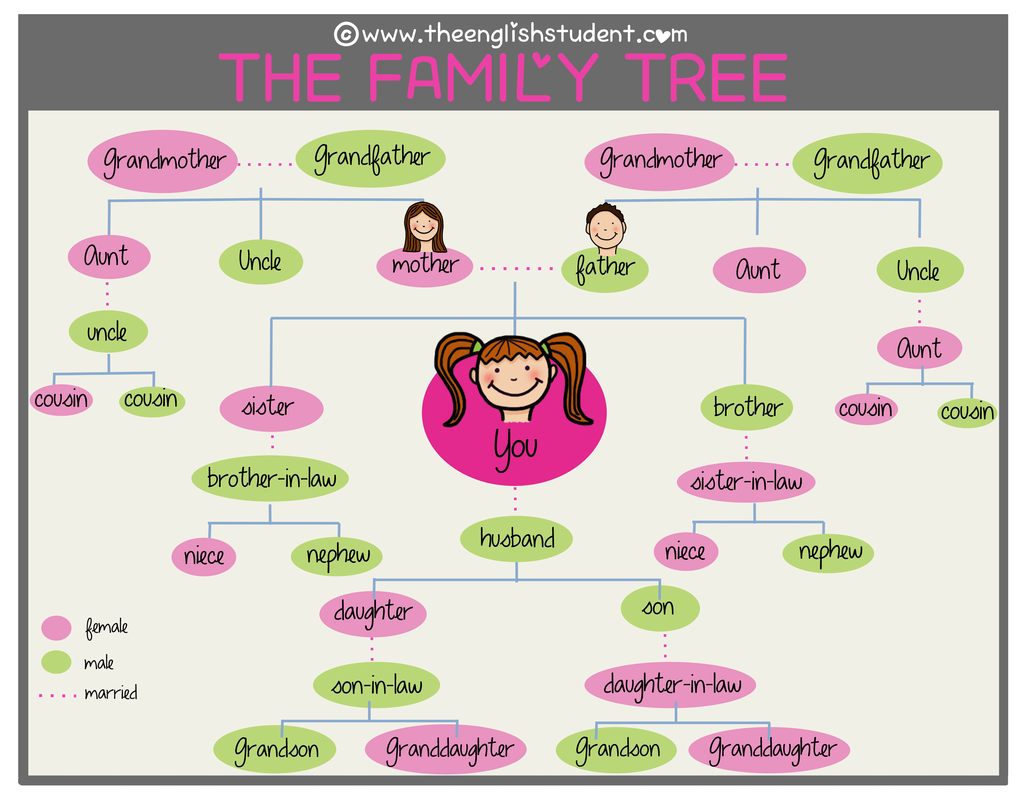 ©www.theenglishstudent.com
THE FAMILY TREE
grandmother grandfather grandmother grandfather
Aunt Uncle mother father Aunt Uncle
uncle Aunt
cousin cousin sister You brother cousin cousin
brother-in-law sister-in-law
niece nephew husband niece nephew
daughter son
female
male
married
son-in-law daughter-in-law
grandson granddaughter grandson granddaughter